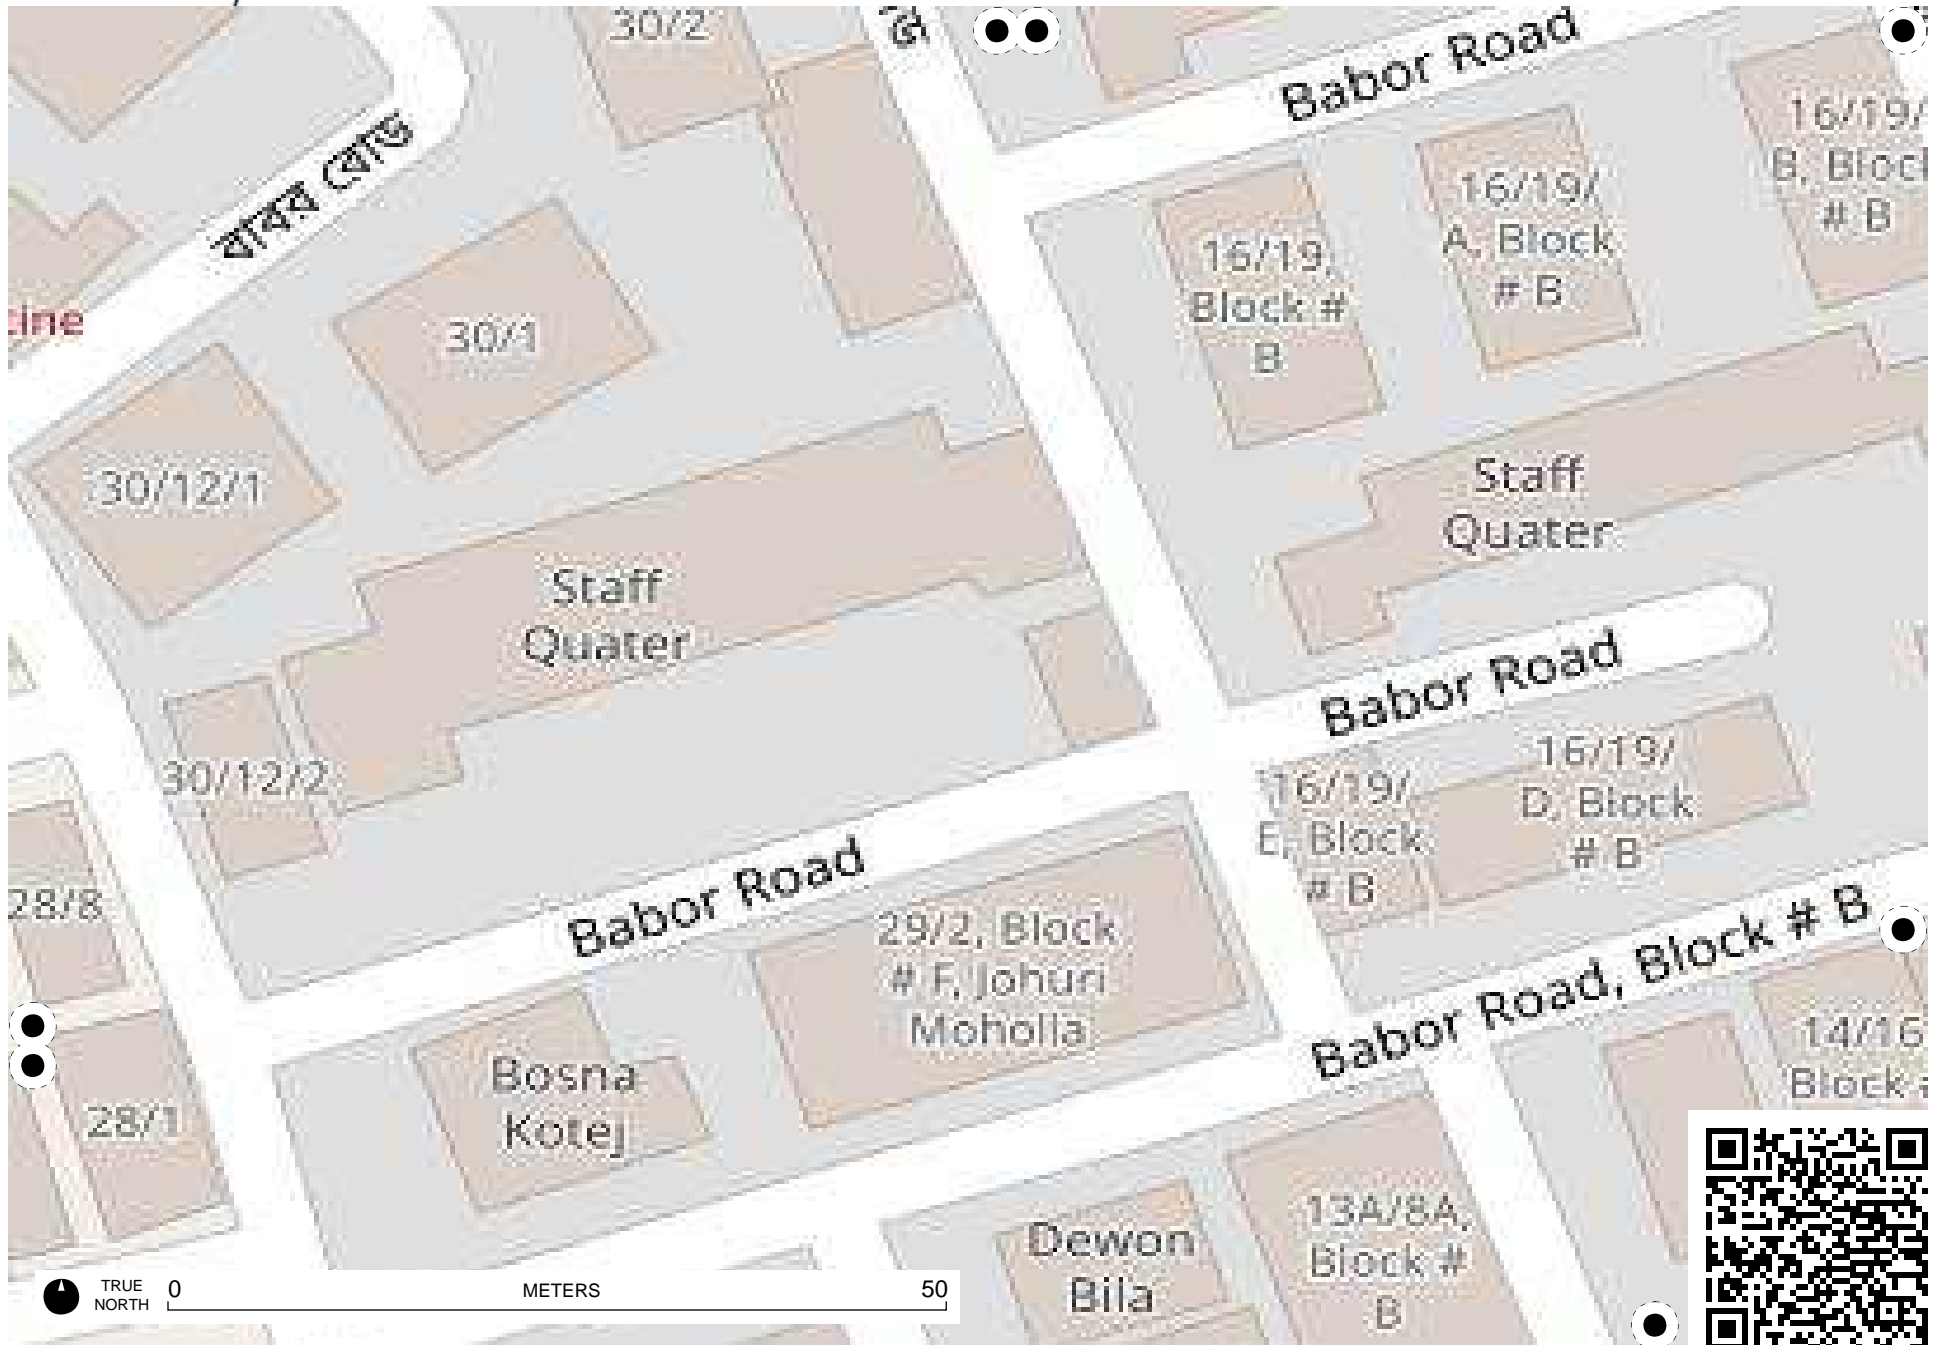 30/2
Babor Road
16/19/
B, Block
# B
বাবর রোড
16/19/
A, Block
# B
16/19,
Block #
B
30/1
30/12/1
Staff
Quater
Staff
Quater
Babor Road
30/12/2
16/19/
E, Block
# B
16/19/
D, Block
# B
28/8
Babor Road
29/2, Block
# F, Johuri
Moholla
Babor Road, Block # B
14/16
Block
Bosna
Kotej
28/1
Dewon
Bila
13A/8A,
Block #
B
TRUE
NORTH
0 METERS 50